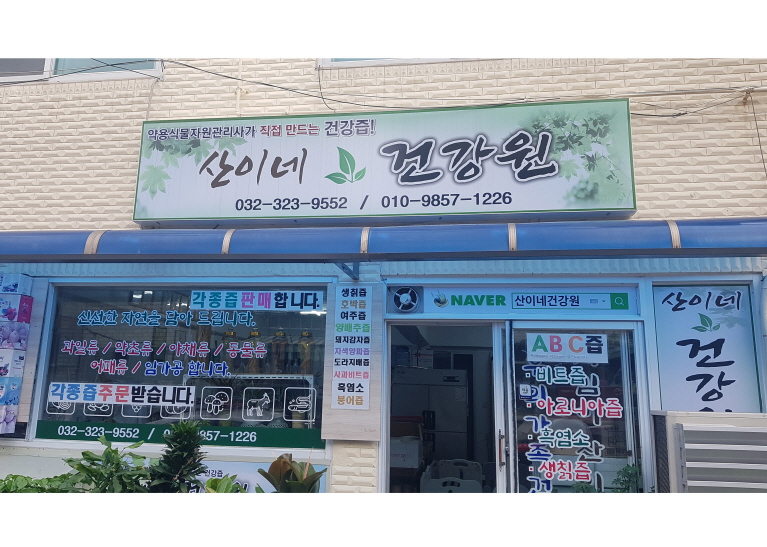 약용식물자원관리사가 직접 만드는 건강즙!
산이네 건강원
032-323-9552 / 010-9857-1226
각종즙판매합니다.
신선한 자연을 담아 드립니다.
과일류 / 약초류 / 야채류 / 동물류
어패류 / 임가공 합니다.
각종즙주문받습니다.
032-323-9552 /
857-1226
생칡즙
호박즙
여주즙
양배추즙
돼지감자즙
자색양파즙
도라지배즙
사과비트즙
흑염소
붕어즙
NAVER 산이네건강원
ABC즙
비트즙
아로니아즙
흑염소
생칡즙
산이네
건강원